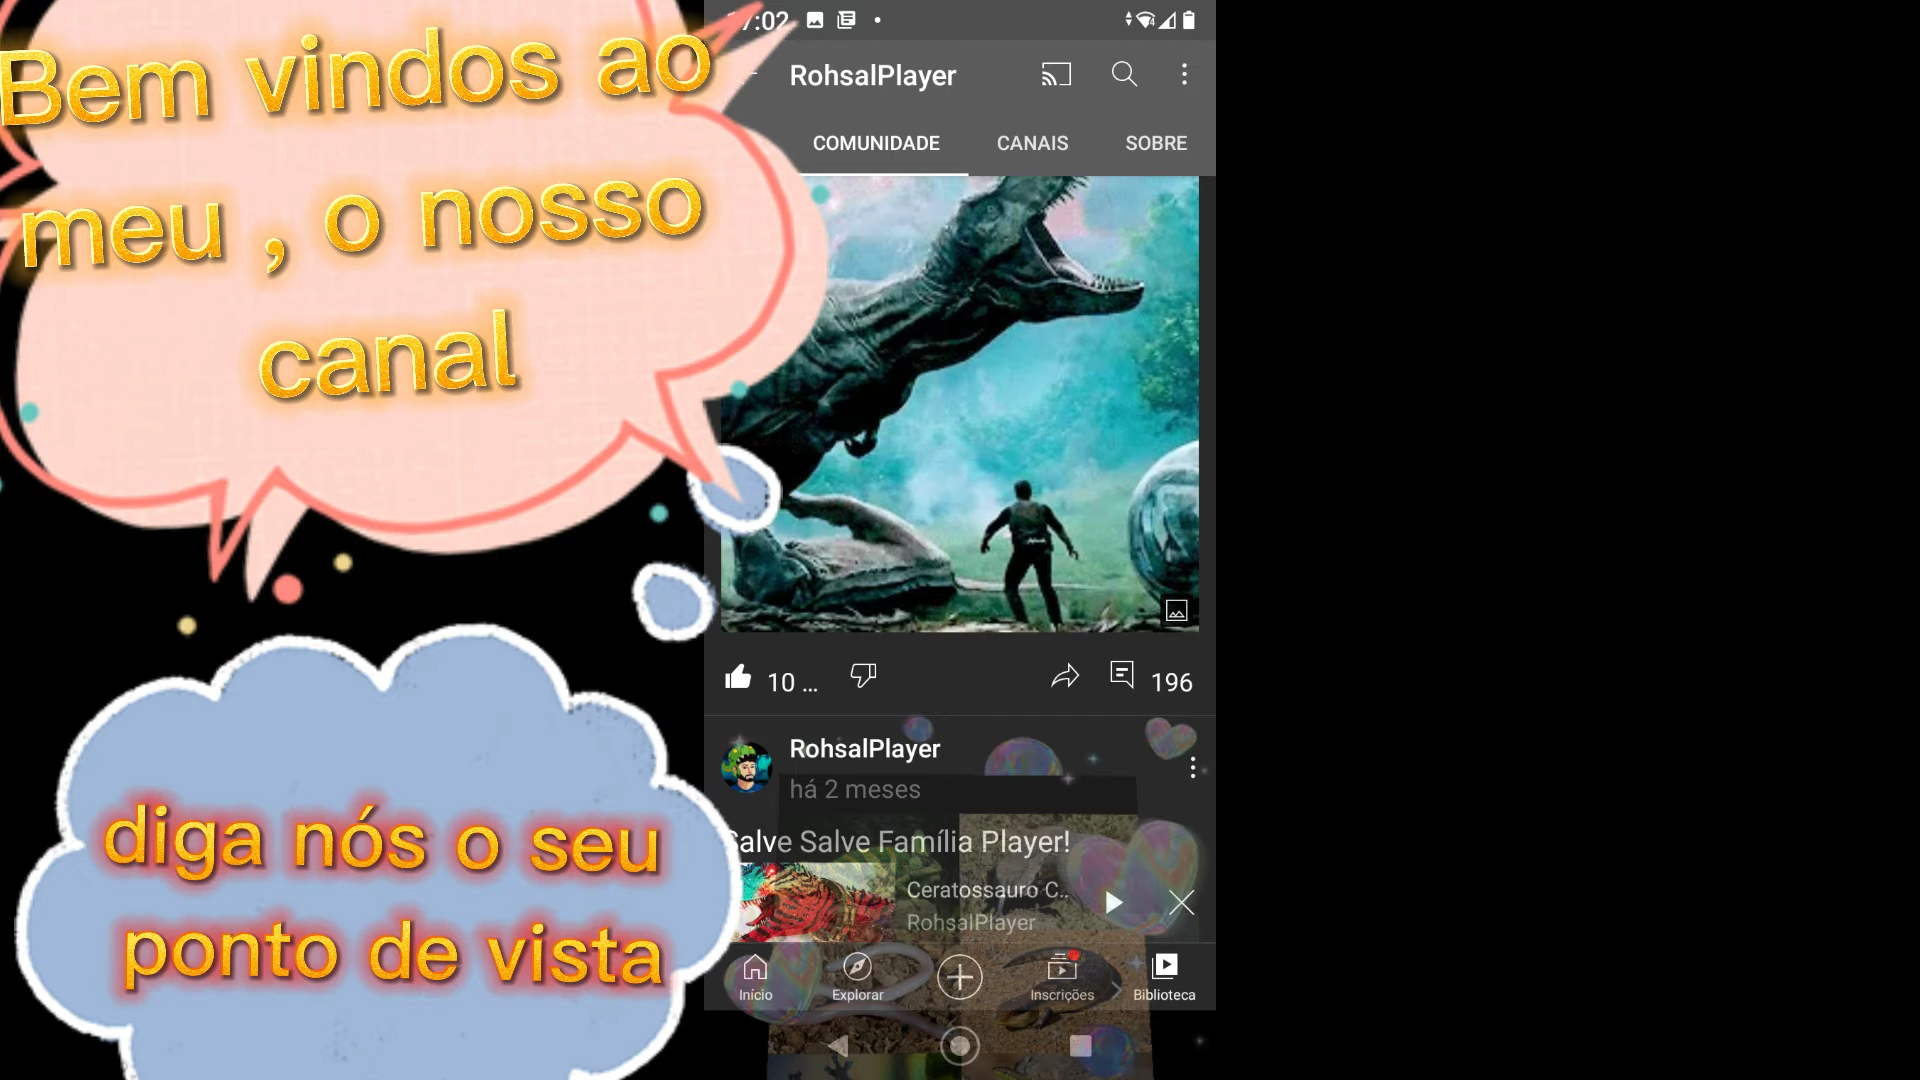 Bem vindos ao
meu , o nosso
canal
diga nós o seu
ponto de vista
RohsalPlayer
COMUNIDADE
CANAIS
SOBRE
10 ...
196
RohsalPlayer
há 2 meses
Salve Salve Família Player!
Ceratossauro C..
RohsalPlayer
Início
Explorar
Inscrições
Biblioteca